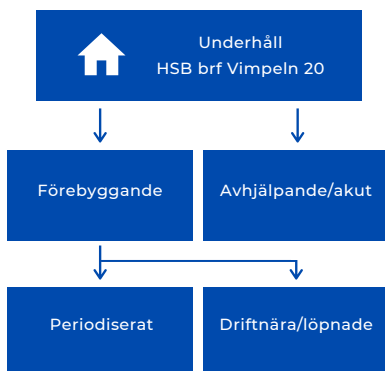 Underhåll
HSB brf Vimpeln 20
Förebyggande
Avhjälpande/akut
Periodiserat
Driftnära/löpnade